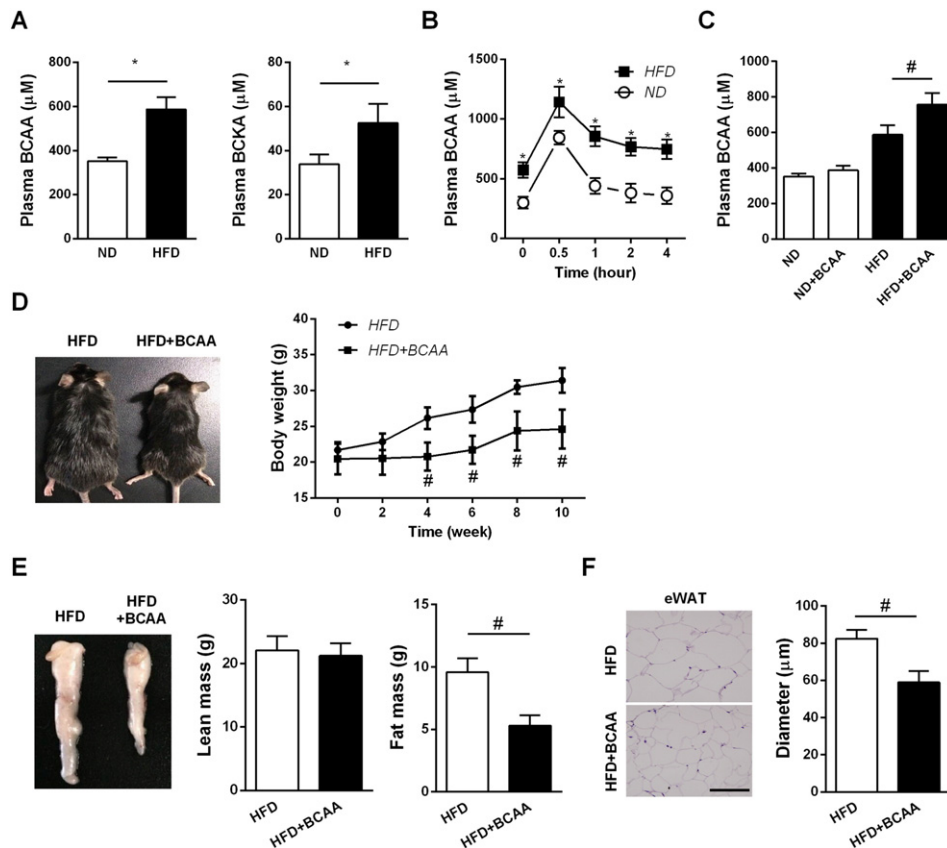 A
Plasma BCAA (μM)
800
600
400
200
0
*
ND
HFD
Plasma BCKA (μM)
80
60
40
20
0
*
ND
HFD
B
Plasma BCAA (μM)
1500
1000
500
0
HFD
ND
*
*
*
*
*
0
0.5
1
2
4
Time (hour)
C
Plasma BCAA (μM)
1000
800
600
400
200
0
#
ND
ND+BCAA
HFD
HFD+BCAA
D
HFD
HFD+BCAA
Body weight (g)
40
35
30
25
20
15
HFD
HFD+BCAA
#
#
#
#
0
2
4
6
8
10
Time (week)
E
HFD
HFD
+BCAA
Lean mass (g)
30
20
10
0
HFD
HFD+BCAA
Fat mass (g)
15
10
5
0
#
HFD
HFD+BCAA
F
eWAT
HFD
HFD+BCAA
Diameter (μm)
100
80
60
40
20
0
#
HFD
HFD+BCAA